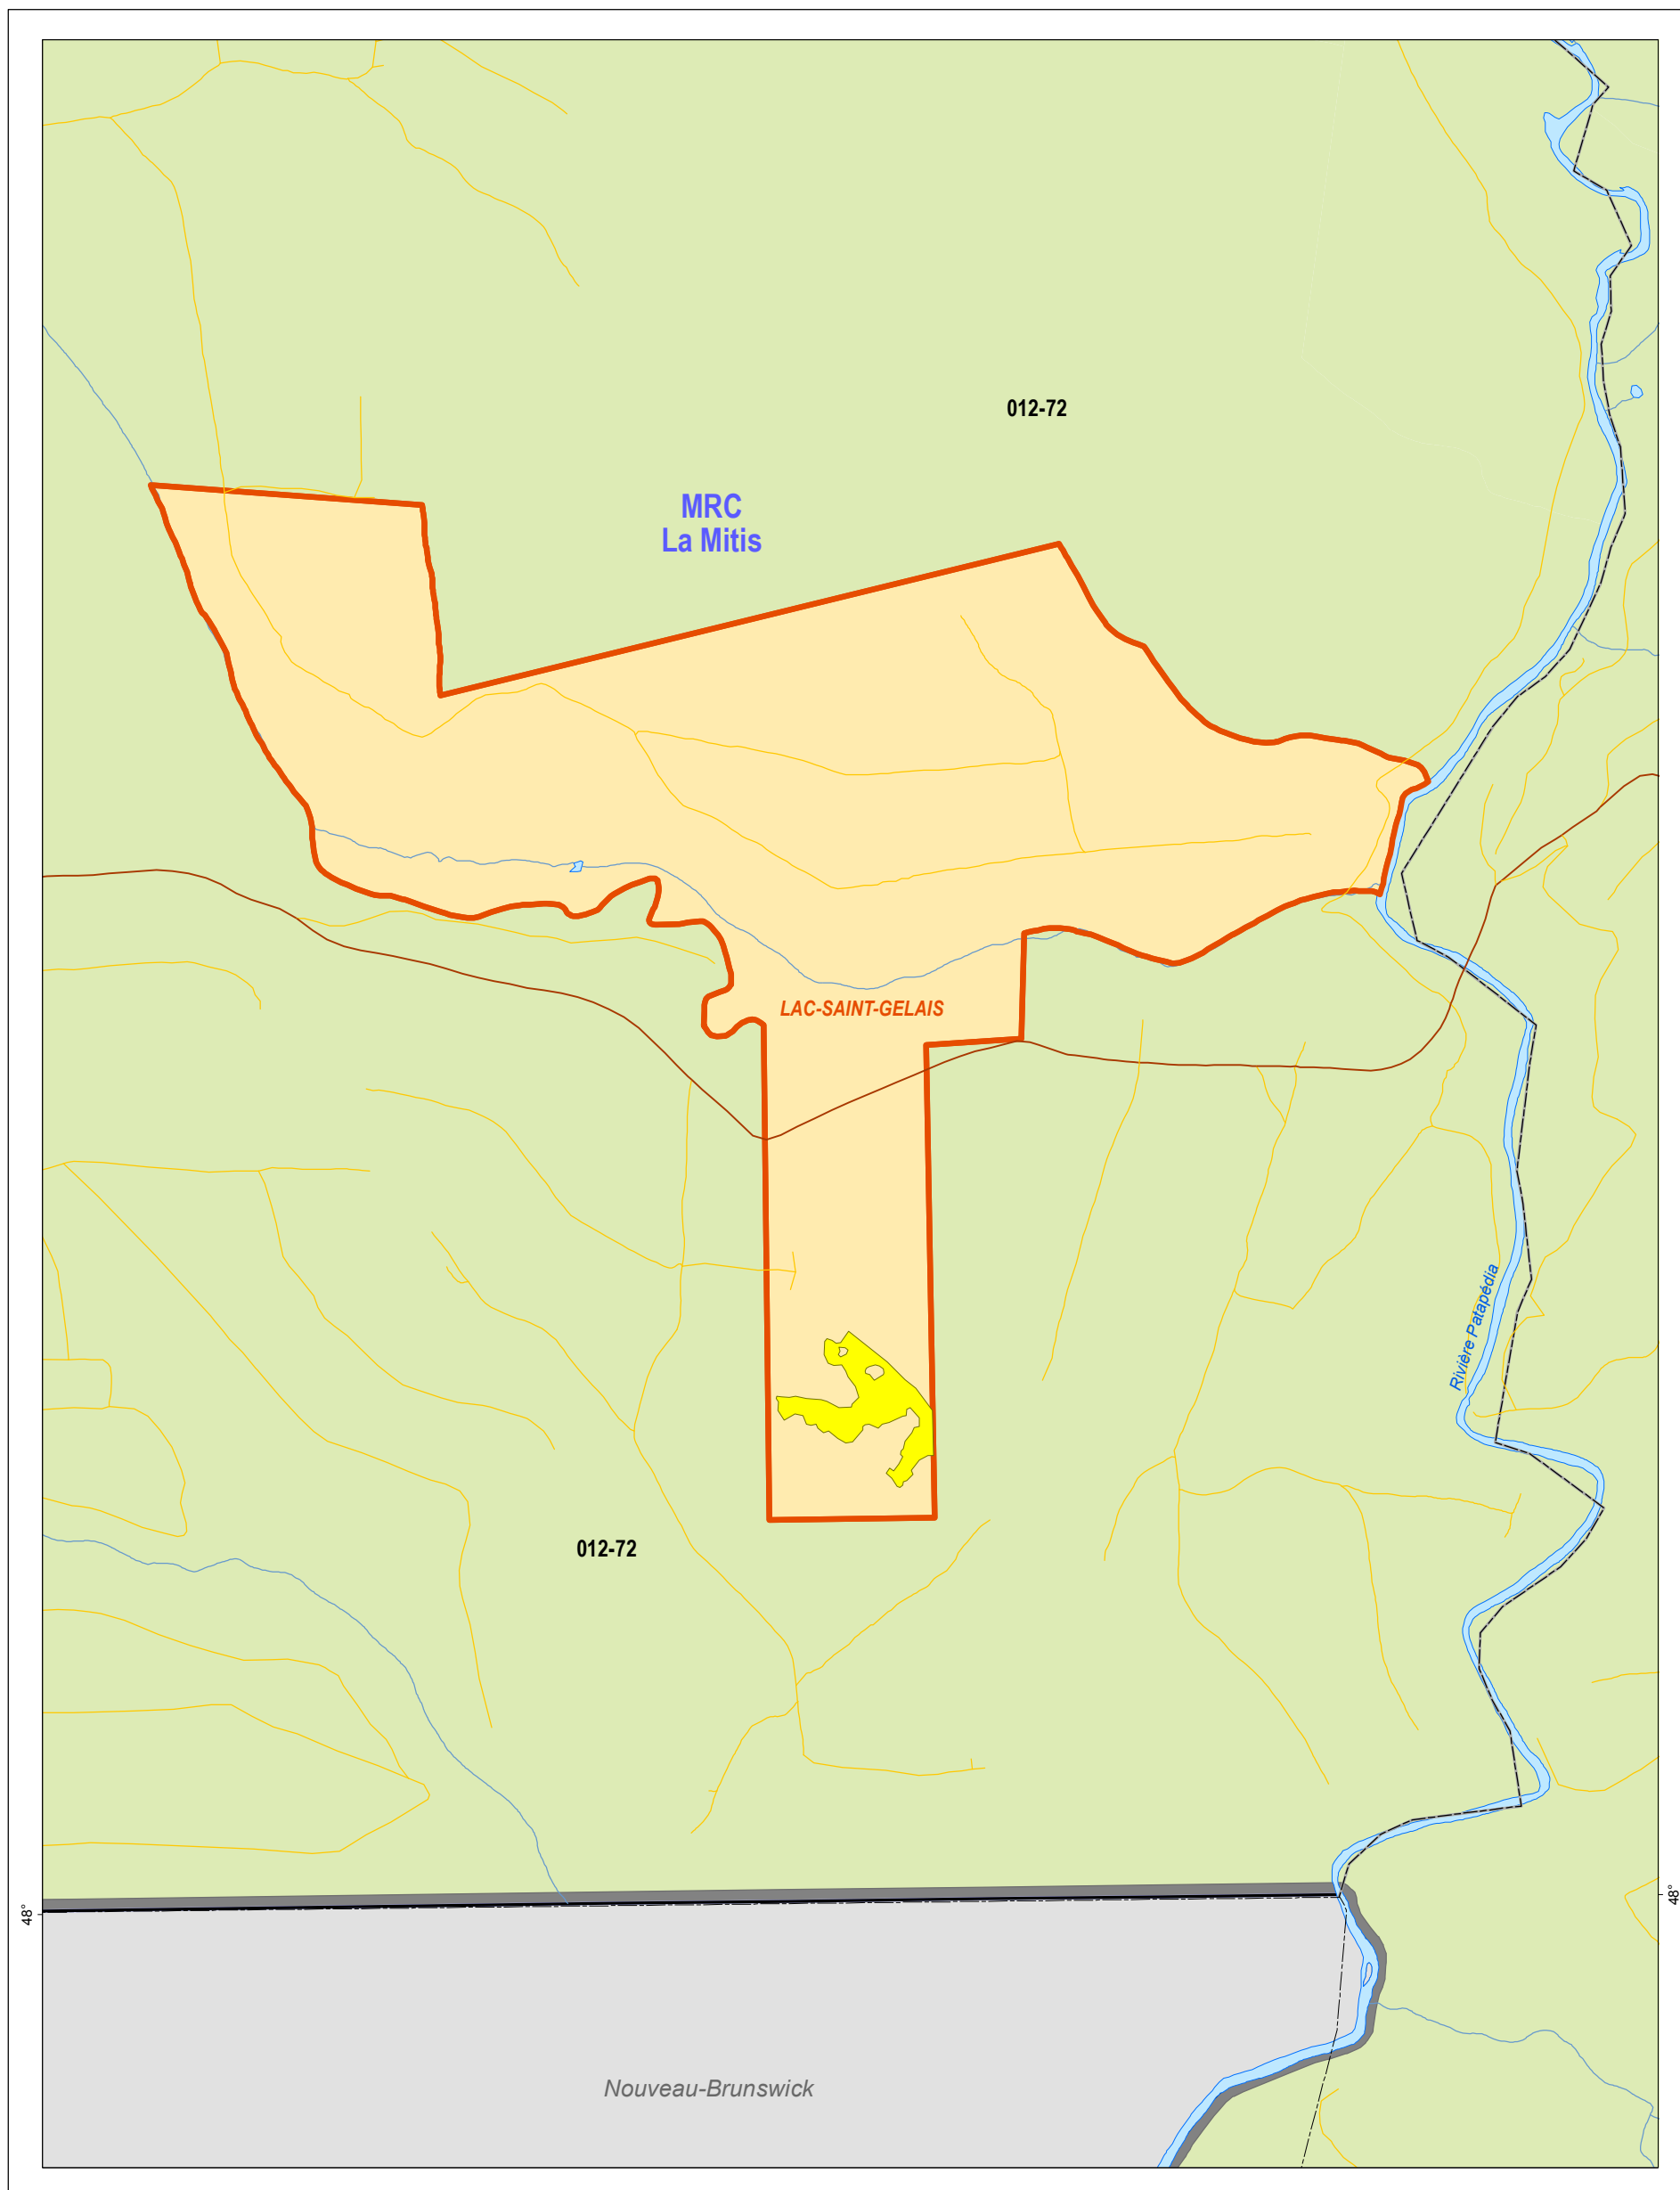 012-72
MRC
La Mitis
LAC-SAINT-GELAIS
Rivière Patapédia
012-72
48°
48°
Nouveau-Brunswick